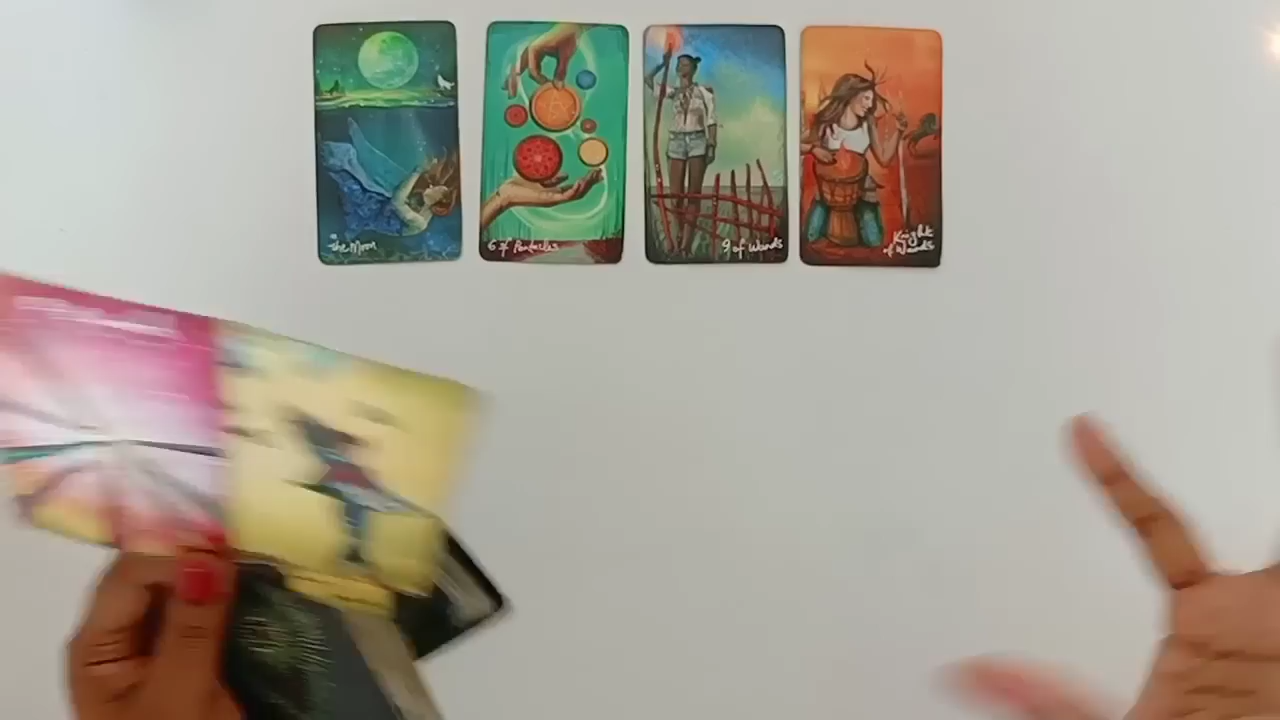 The Moon
6 of Pentacles
9 of Wands
Knight
of Wands